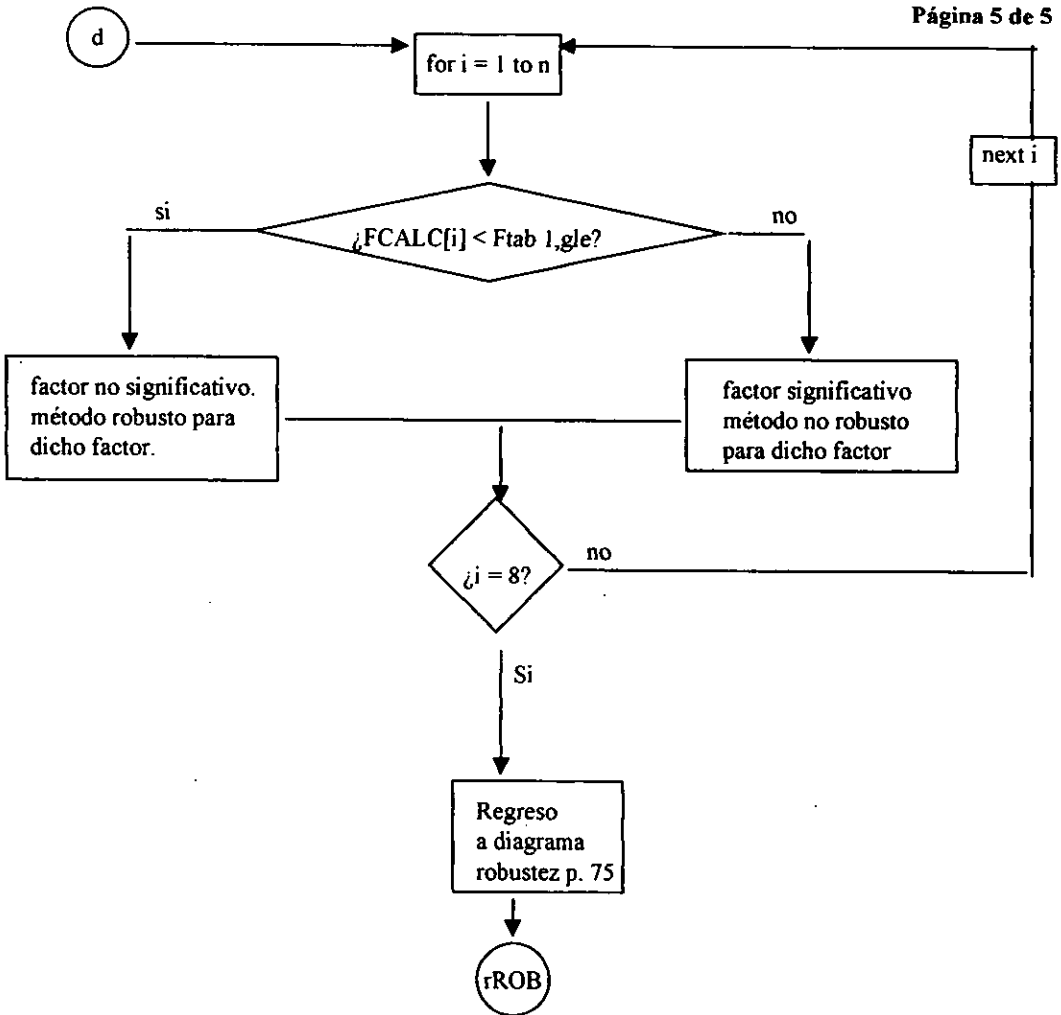 Página 5 de 5
d
for i = 1 to n
next i
si
no
¿FCALC[i] < Ftab 1,gle?
factor no significativo.
método robusto para
dicho factor.
factor significativo
método no robusto
para dicho factor
¿i = 8?
no
Si
Regreso
a diagrama
robustez p. 75
rROB